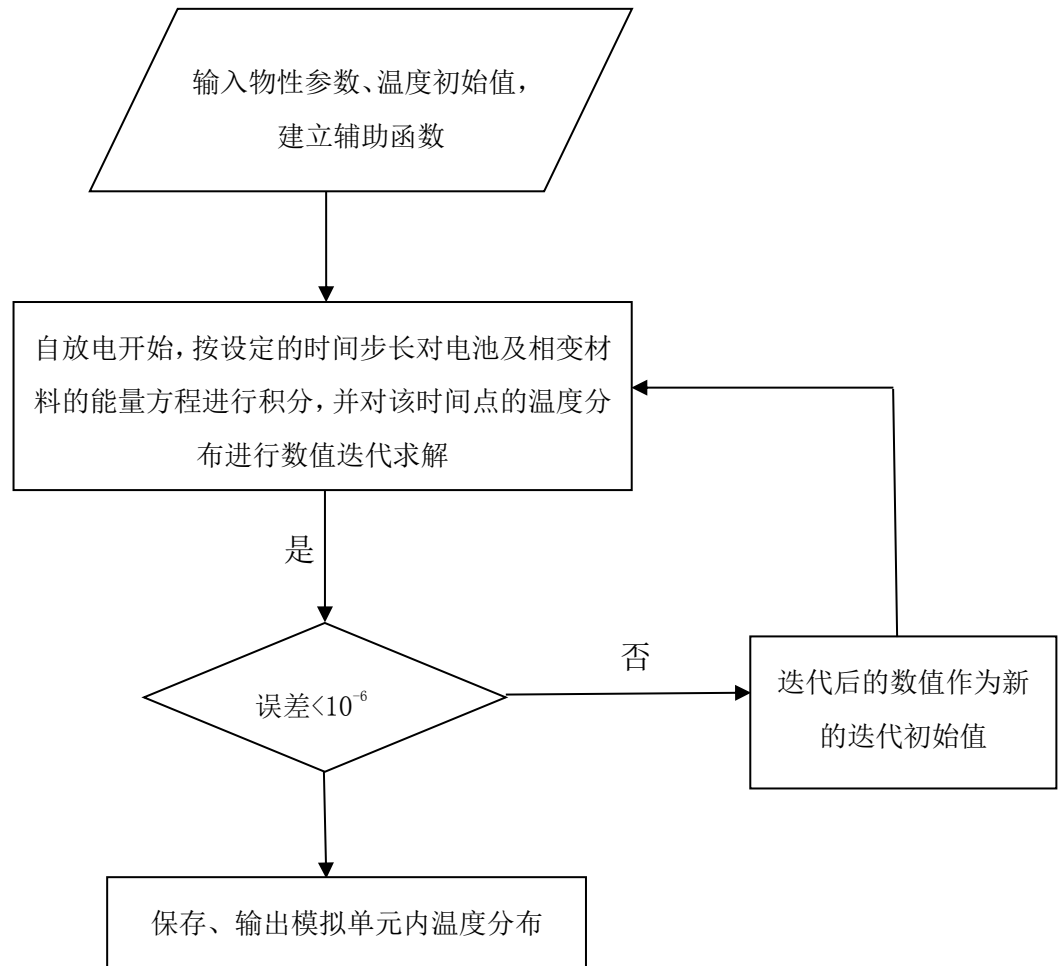 输入物性参数、温度初始值，
建立辅助函数
自放电开始，按设定的时间步长对电池及相变材
料的能量方程进行积分，并对该时间点的温度分
布进行数值迭代求解
是
误差<10⁻⁶
否
迭代后的数值作为新
的迭代初始值
保存、输出模拟单元内温度分布